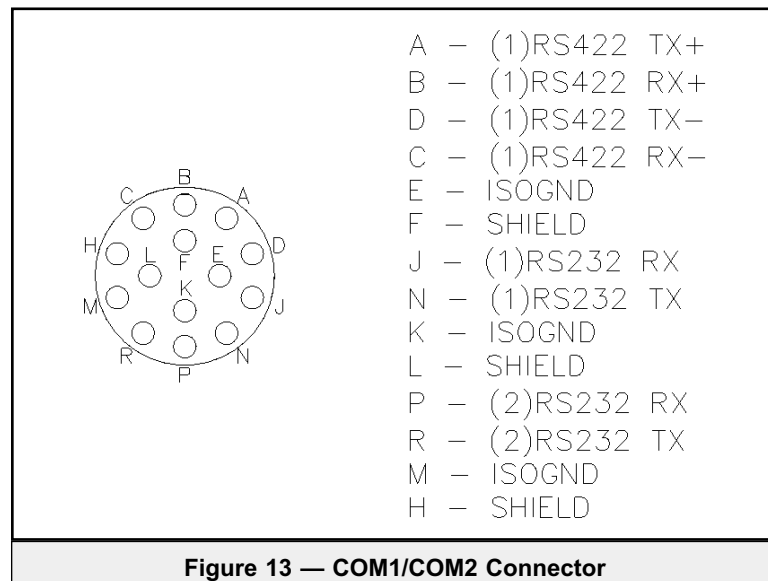 A – (1)RS422 TX+
B – (1)RS422 RX+
D – (1)RS422 TX–
C – (1)RS422 RX–
E – ISOGND
F – SHIELD
J – (1)RS232 RX
N – (1)RS232 TX
K – ISOGND
L – SHIELD
P – (2)RS232 RX
R – (2)RS232 TX
M – ISOGND
H – SHIELD
B
C A
H L F E D
K
M J
R N
P
Figure 13 — COM1/COM2 Connector